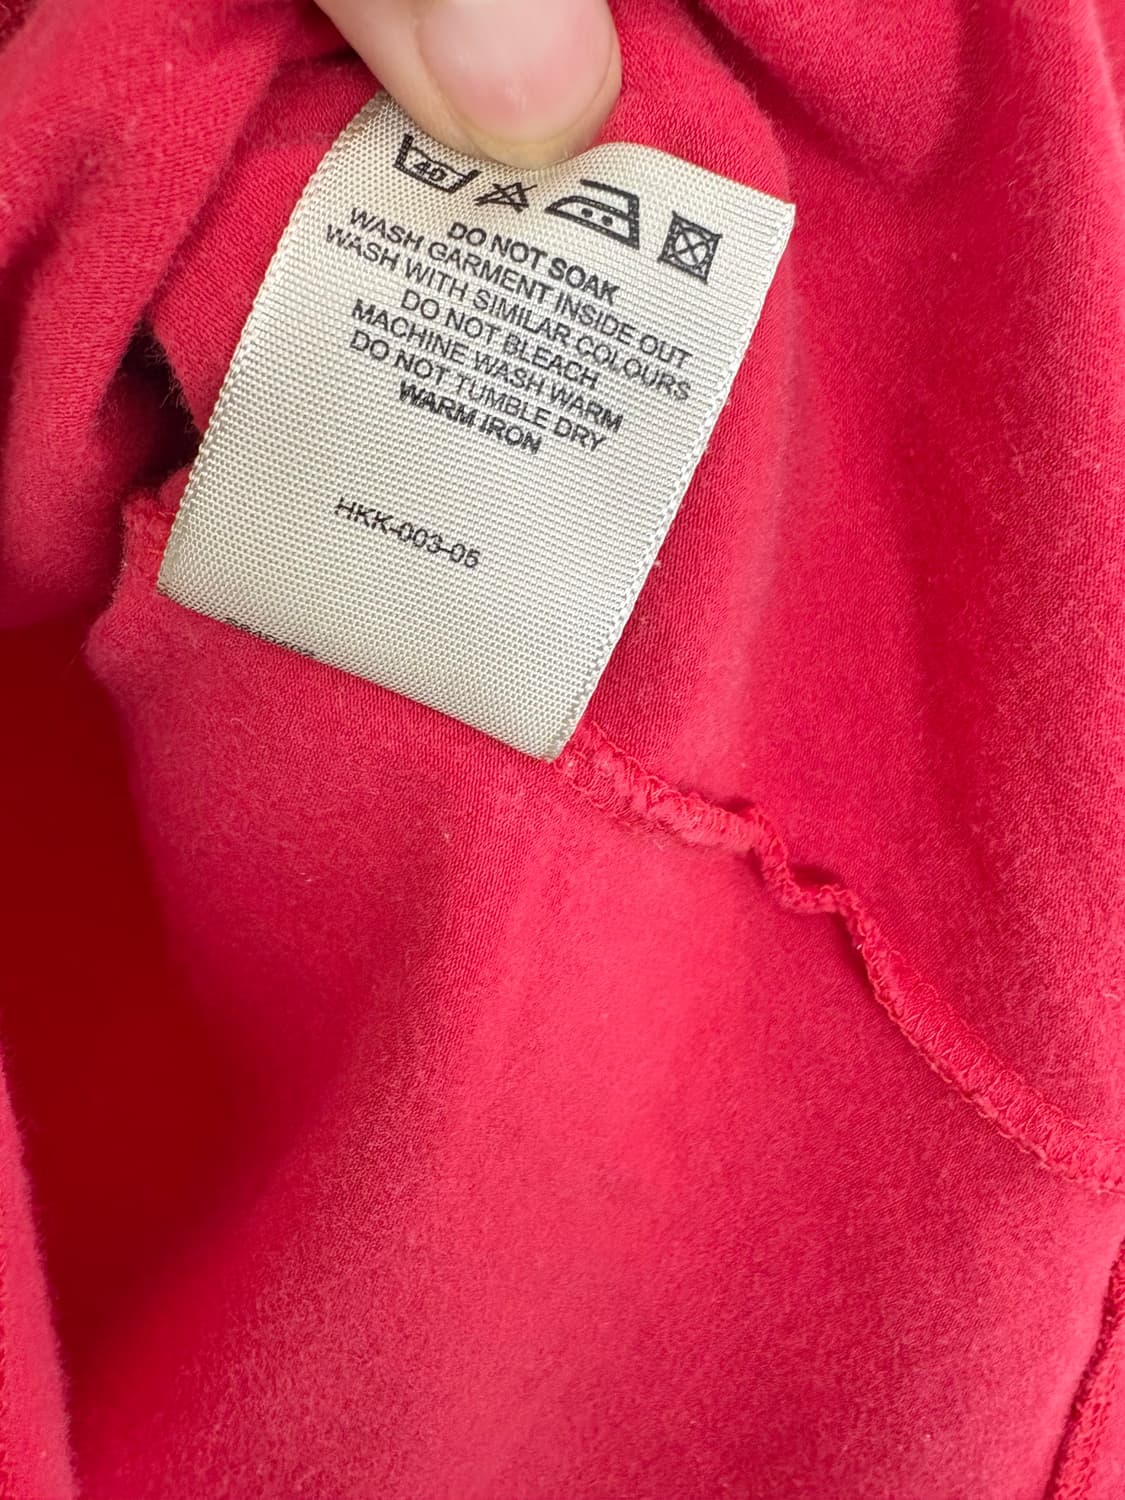 40
DO NOT SOAK
WASH GARMENT INSIDE OUT
WASH WITH SIMILAR COLOURS
DO NOT BLEACH
MACHINE WASH WARM
DO NOT TUMBLE DRY
WARM IRON
HKK-003-05